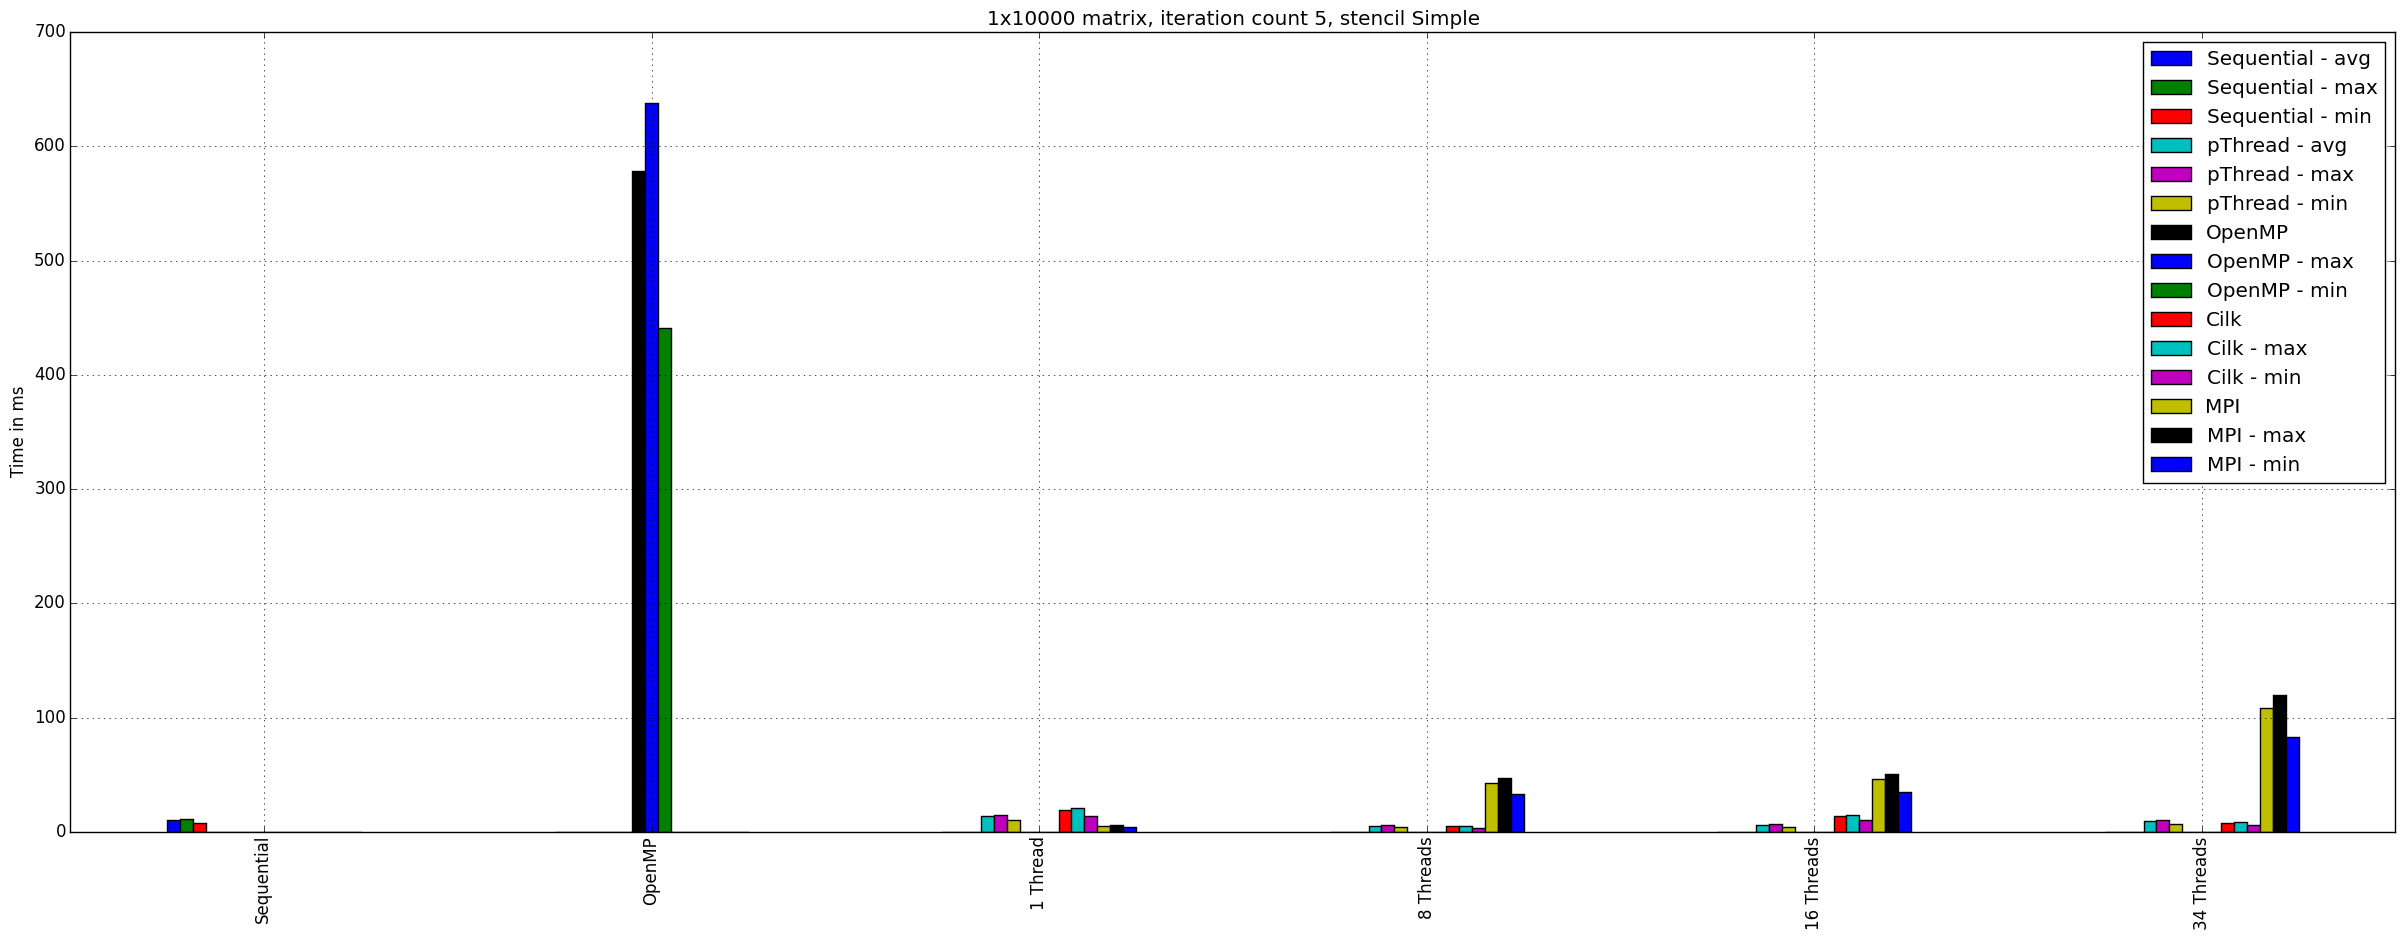 1x10000 matrix, iteration count 5, stencil Simple
700
600
500
400
300
200
100
0
Time in ms
Sequential - avg
Sequential - max
Sequential - min
pThread - avg
pThread - max
pThread - min
OpenMP
OpenMP - max
OpenMP - min
Cilk
Cilk - max
Cilk - min
MPI
MPI - max
MPI - min
Sequential
OpenMP
1 Thread
8 Threads
16 Threads
34 Threads